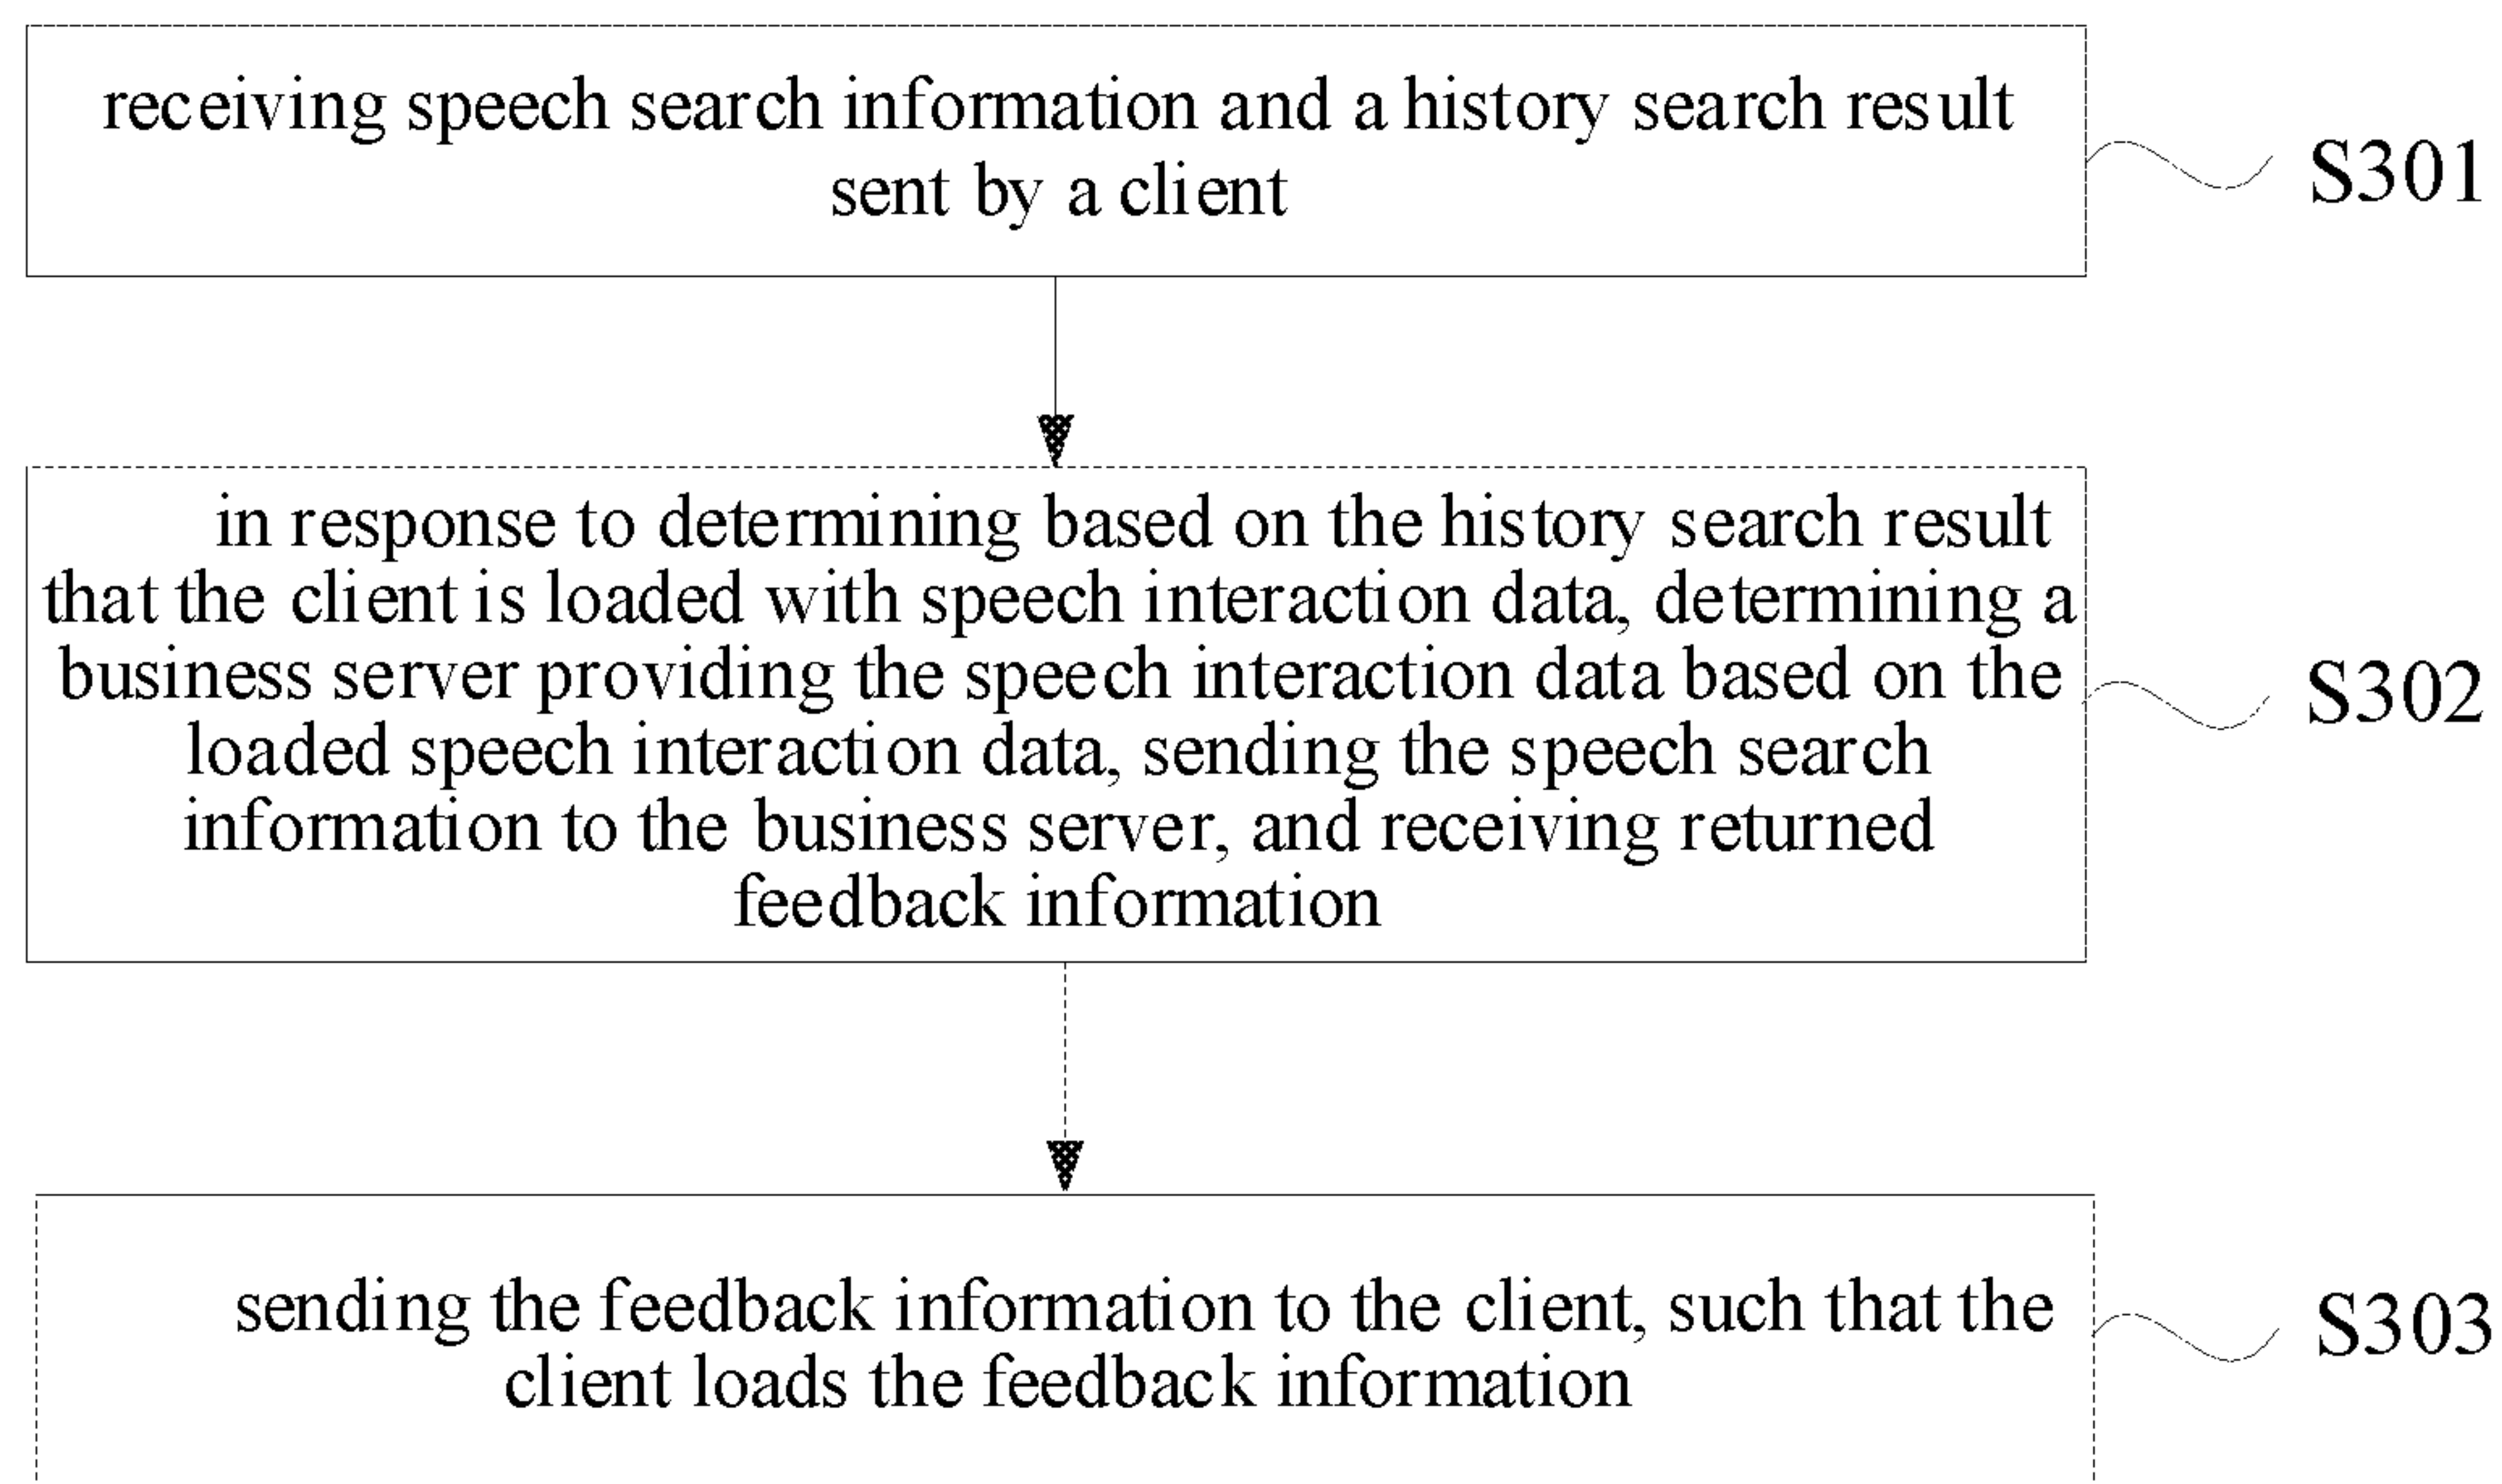 receiving speech search information and a history search result
sent by a client
S301
in response to determining based on the history search result
that the client is loaded with speech interaction data, determining a
business server providing the speech interaction data based on the
loaded speech interaction data, sending the speech search
information to the business server, and receiving returned
feedback information
S302
sending the feedback information to the client, such that the
client loads the feedback information
S303